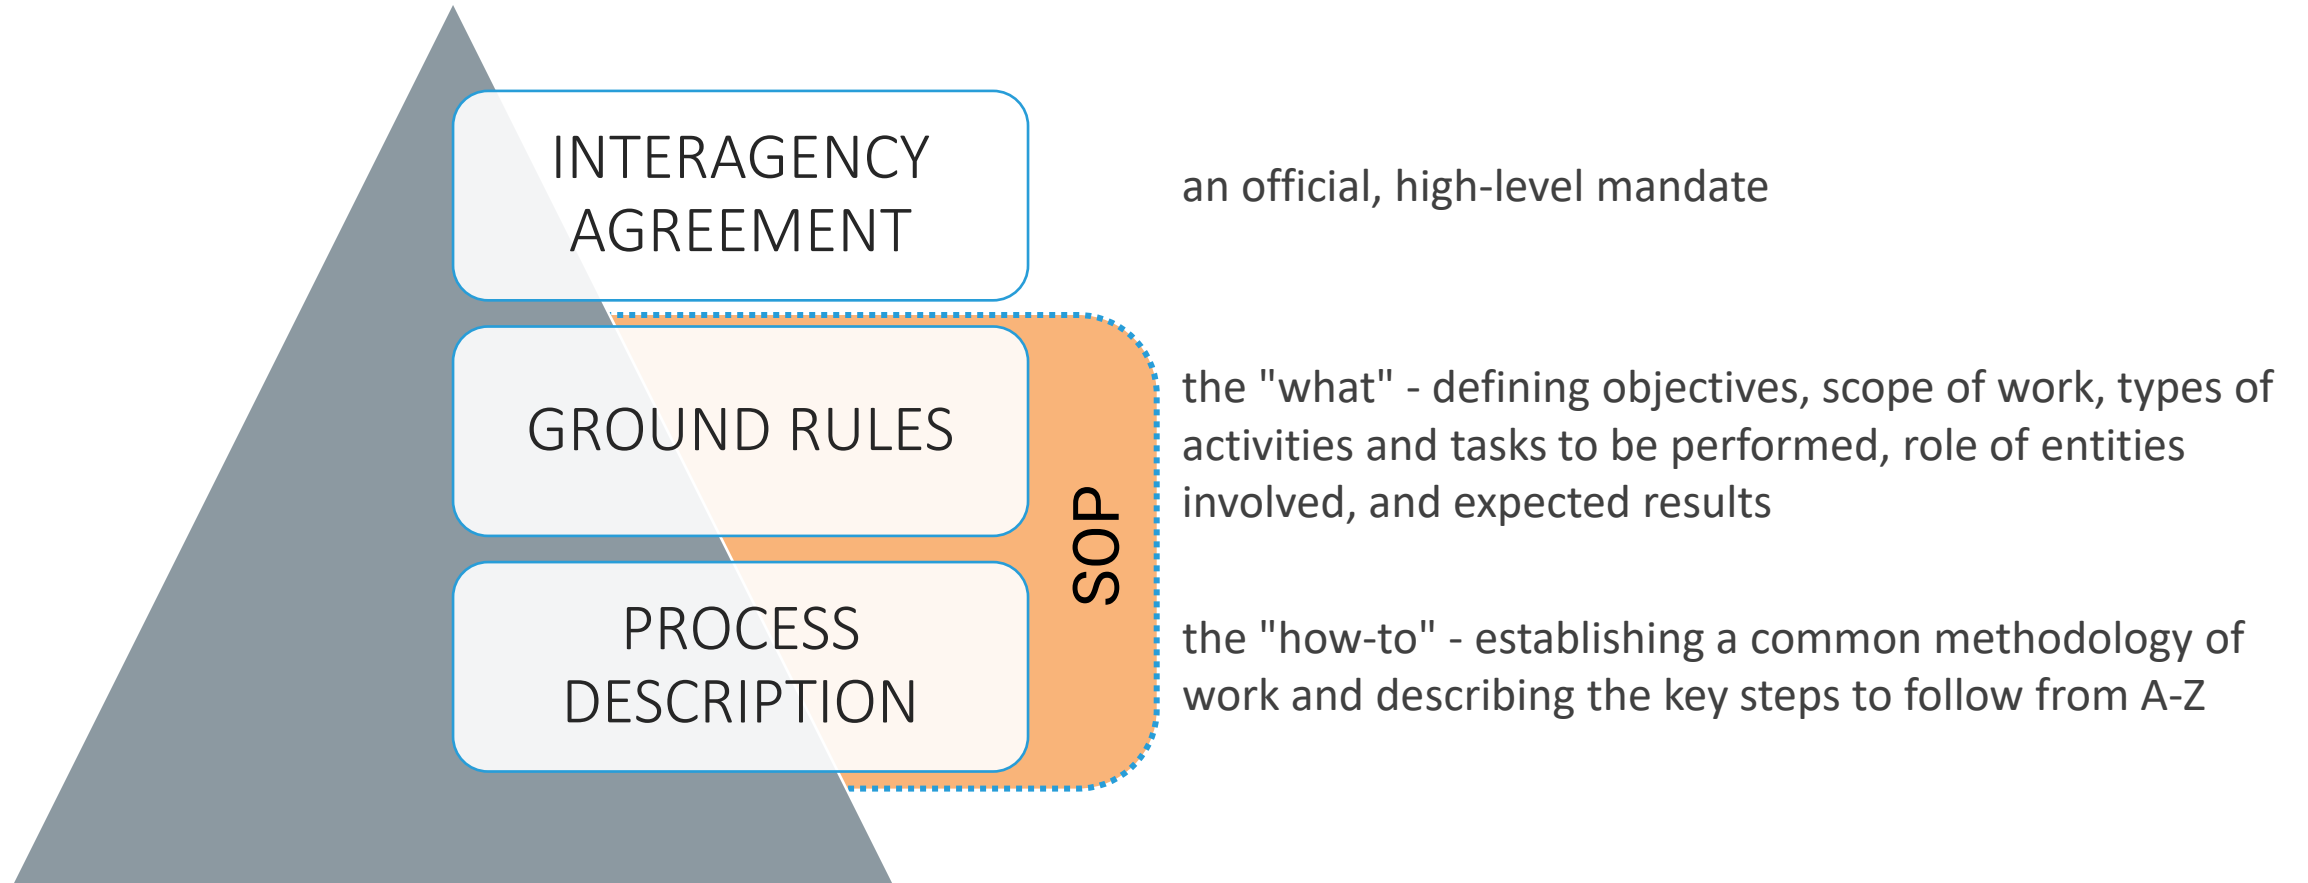 INTERAGENCY
AGREEMENT
an official, high-level mandate
GROUND RULES
the "what" - defining objectives, scope of work, types of
activities and tasks to be performed, role of entities
involved, and expected results
SOP
PROCESS
DESCRIPTION
the "how-to" - establishing a common methodology of
work and describing the key steps to follow from A-Z